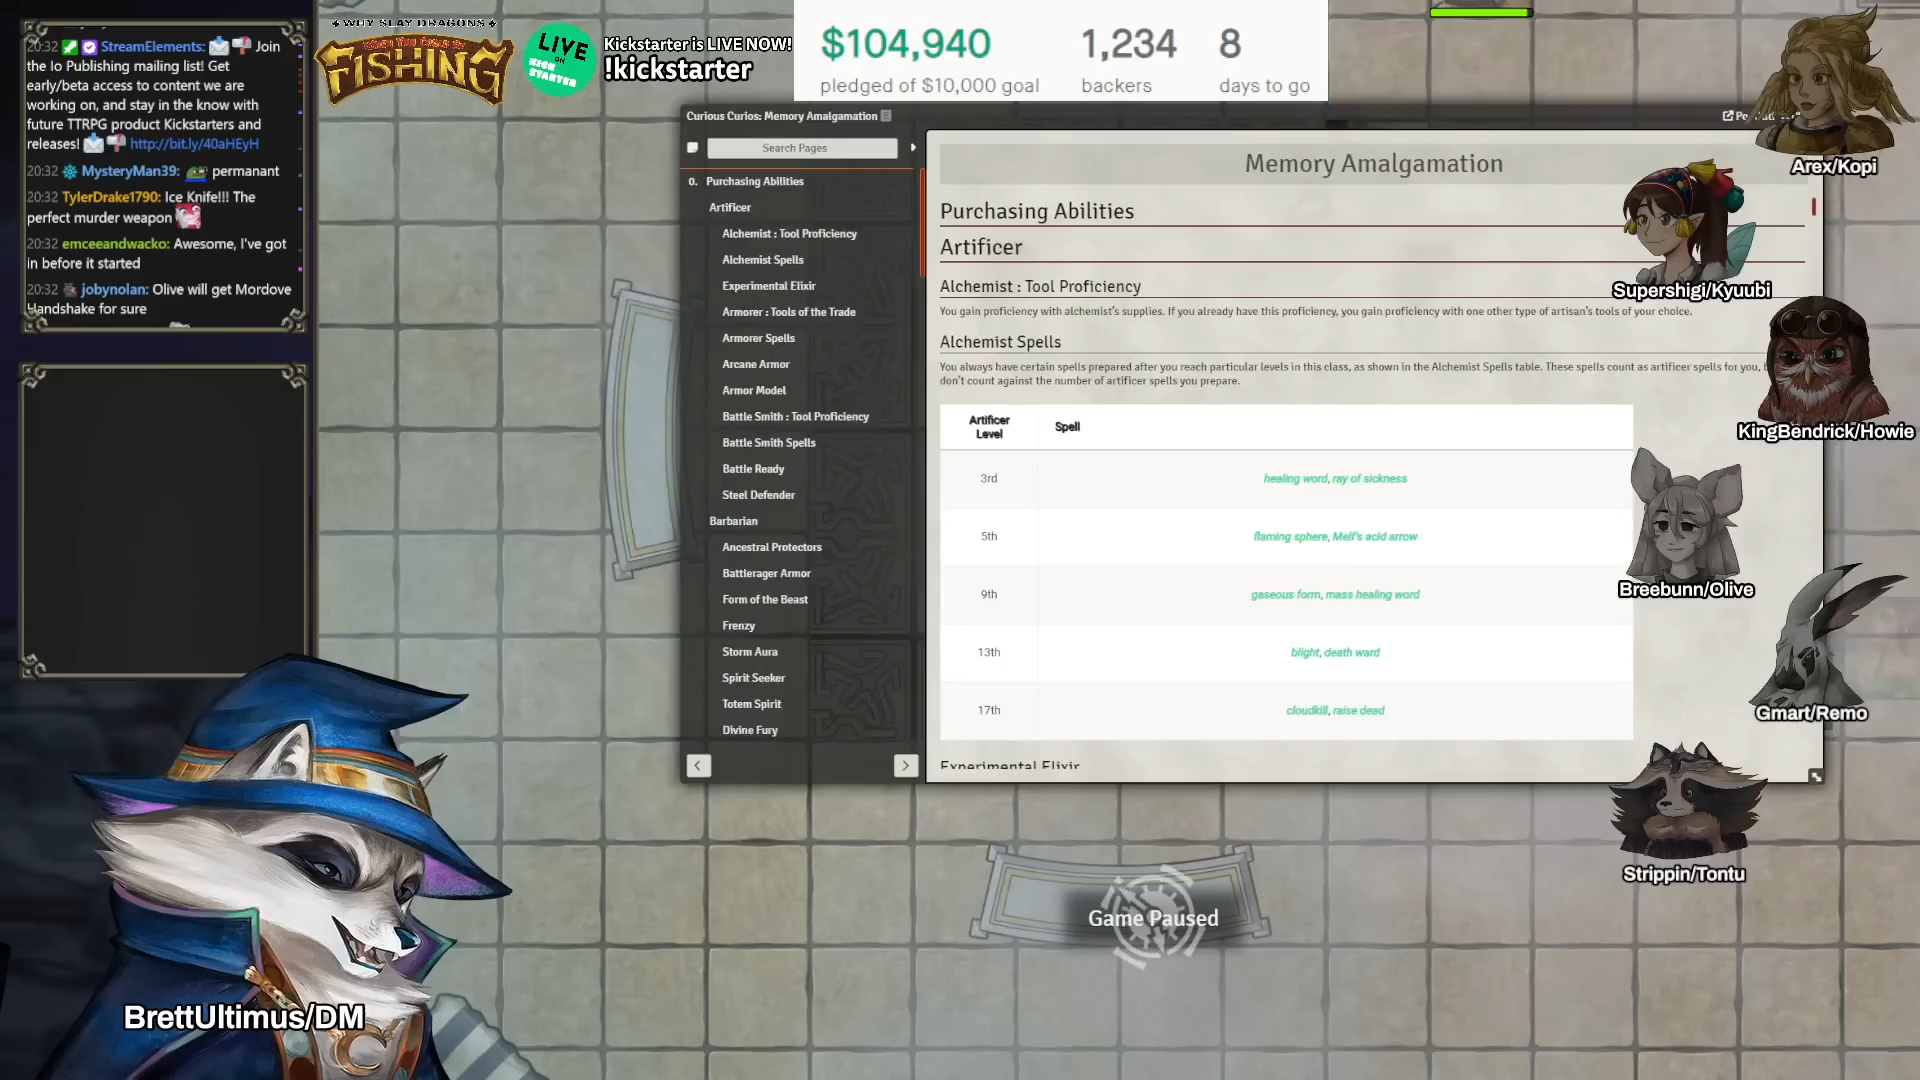 20:32 StreamElements: Join
the Io Publishing mailing list! Get
early/beta access to content we are
working on, and stay in the know with
future TTRPG product Kickstarters and
releases! http://bit.ly/40aHEyH
20:32 MysteryMan39: permanant
20:32 TylerDrake1790: Ice Knife!!! The
perfect murder weapon
20:32 emceeandwacko: Awesome, I've got
in before it started
20:32 jobynolan: Olive will get Mordove
Handshake for sure
WHY SLAY DRAGONS
WHEN YOU COULD BE
FISHING
LIVE
ON
KICK
STARTER
Kickstarter is LIVE NOW!
!kickstarter
$104,940
pledged of $10,000 goal
1,234
backers
8
days to go
Curious Curios: Memory Amalgamation
Search Pages
0. Purchasing Abilities
Artificer
Alchemist : Tool Proficiency
Alchemist Spells
Experimental Elixir
Armorer : Tools of the Trade
Armorer Spells
Arcane Armor
Armor Model
Battle Smith : Tool Proficiency
Battle Smith Spells
Battle Ready
Steel Defender
Barbarian
Ancestral Protectors
Battlerager Armor
Form of the Beast
Frenzy
Storm Aura
Spirit Seeker
Totem Spirit
Divine Fury
Memory Amalgamation
Purchasing Abilities
Artificer
Alchemist : Tool Proficiency
You gain proficiency with alchemist's supplies. If you already have this proficiency, you gain proficiency with one other type of artisan's tools of your choice.
Alchemist Spells
You always have certain spells prepared after you reach particular levels in this class, as shown in the Alchemist Spells table. These spells count as artificer spells for you,
don't count against the number of artificer spells you prepare.
Artificer
Level
Spell
3rd healing word, ray of sickness
5th flaming sphere, Melf's acid arrow
9th gaseous form, mass healing word
13th blight, death ward
17th cloudkill, raise dead
Experimental Elixir
Arex/Kopi
Supershigi/Kyuubi
KingBendrick/Howie
Breebunn/Olive
Gmart/Remo
Strippin/Tontu
Game Paused
BrettUltimus/DM